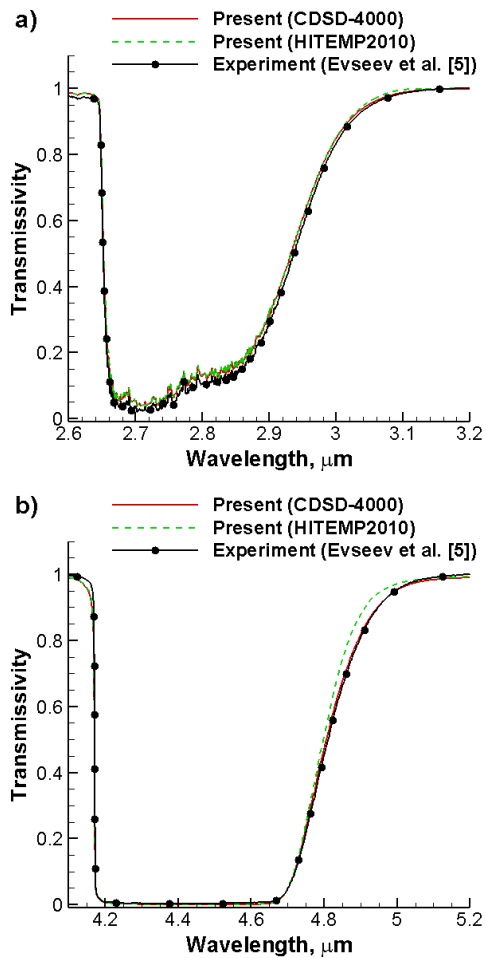 a)
Present (CDSD-4000)
Present (HITEMP2010)
Experiment (Evseev et al. [5])
1
0.8
0.6
0.4
0.2
0
Transmissivity
2.6 2.7 2.8 2.9 3 3.1 3.2
Wavelength, μm
b)
Present (CDSD-4000)
Present (HITEMP2010)
Experiment (Evseev et al. [5])
1
0.8
0.6
0.4
0.2
0
Transmissivity
4.2 4.4 4.6 4.8 5 5.2
Wavelength, μm